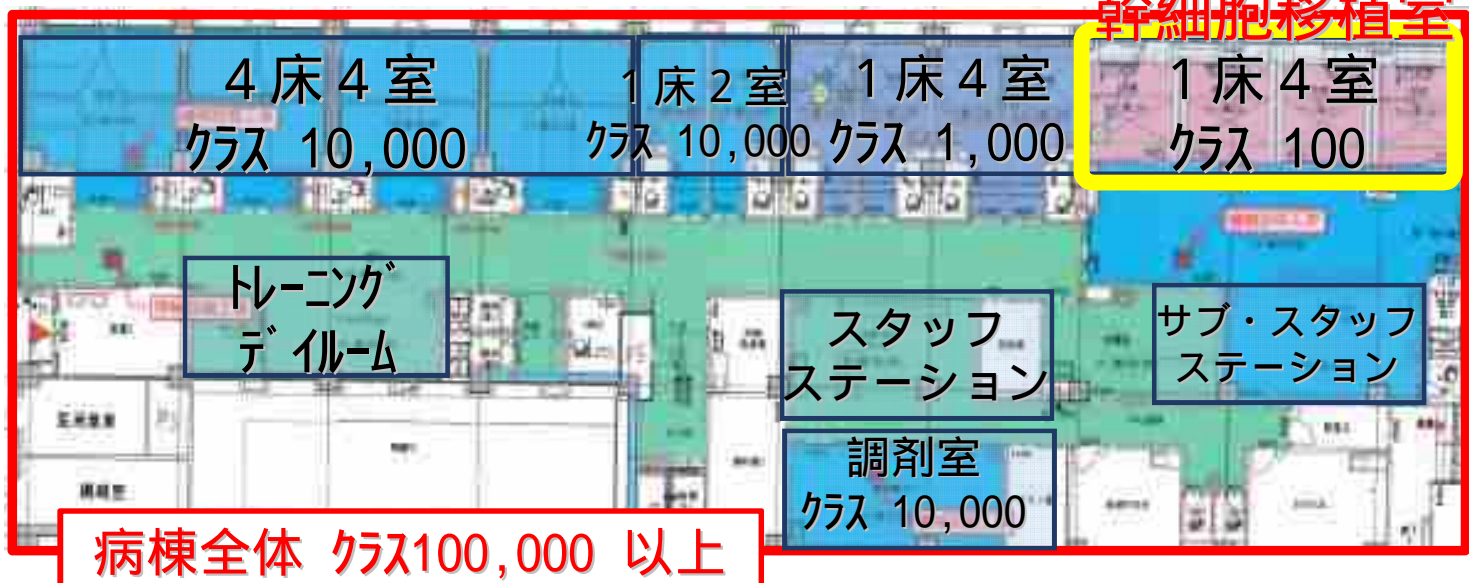 幹細胞移植室
4床4室
クラス 10,000
1床2室
クラス 10,000
1床4室
クラス 1,000
1床4室
クラス 100
トレーニング
デイルーム
スタッフ
ステーション
サブ・スタッフ
ステーション
調剤室
クラス 10,000
病棟全体 クラス100,000 以上